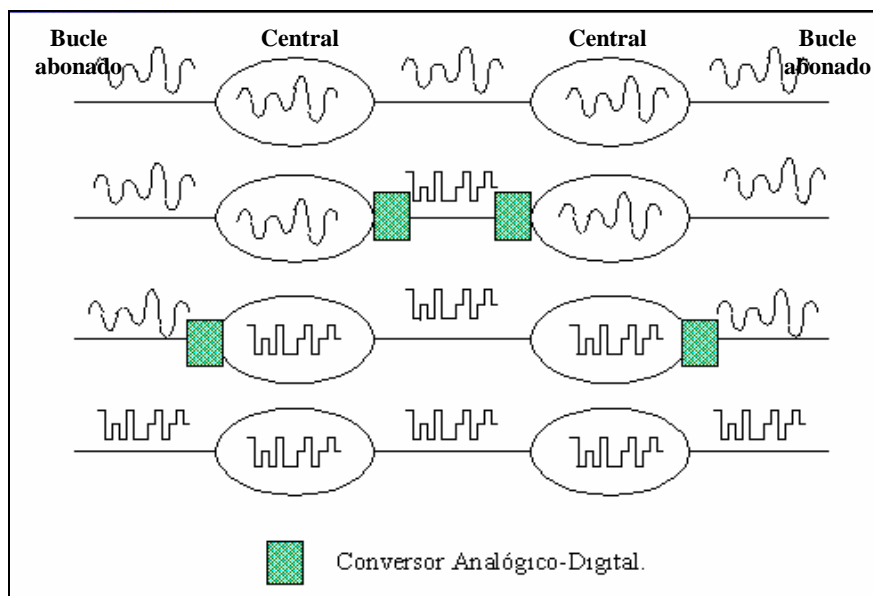 Bucle Central Central Bucle
abonado abonado
Conversor Analógico-Digital.